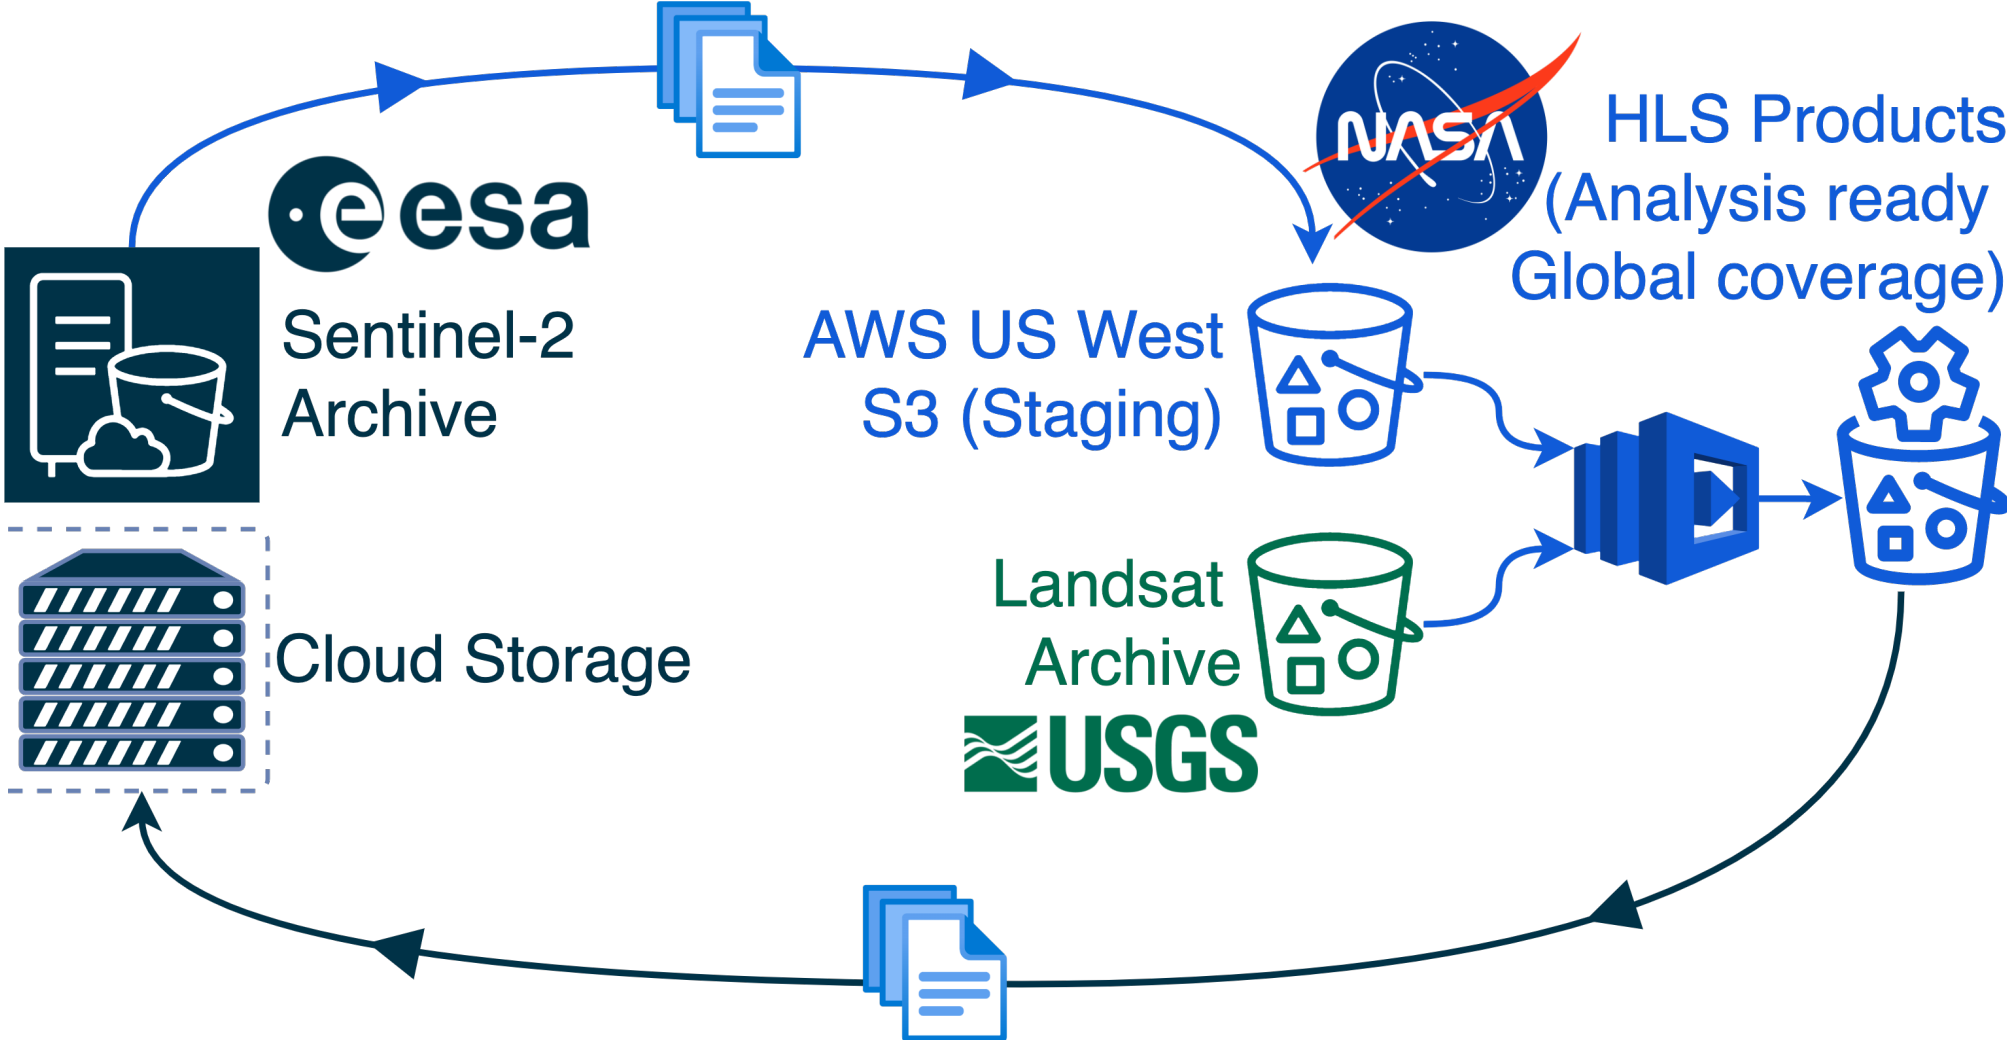 esa
Sentinel-2
Archive
Cloud Storage
NASA
HLS Products
(Analysis ready
Global coverage)
AWS US West
S3 (Staging)
Landsat
Archive
USGS